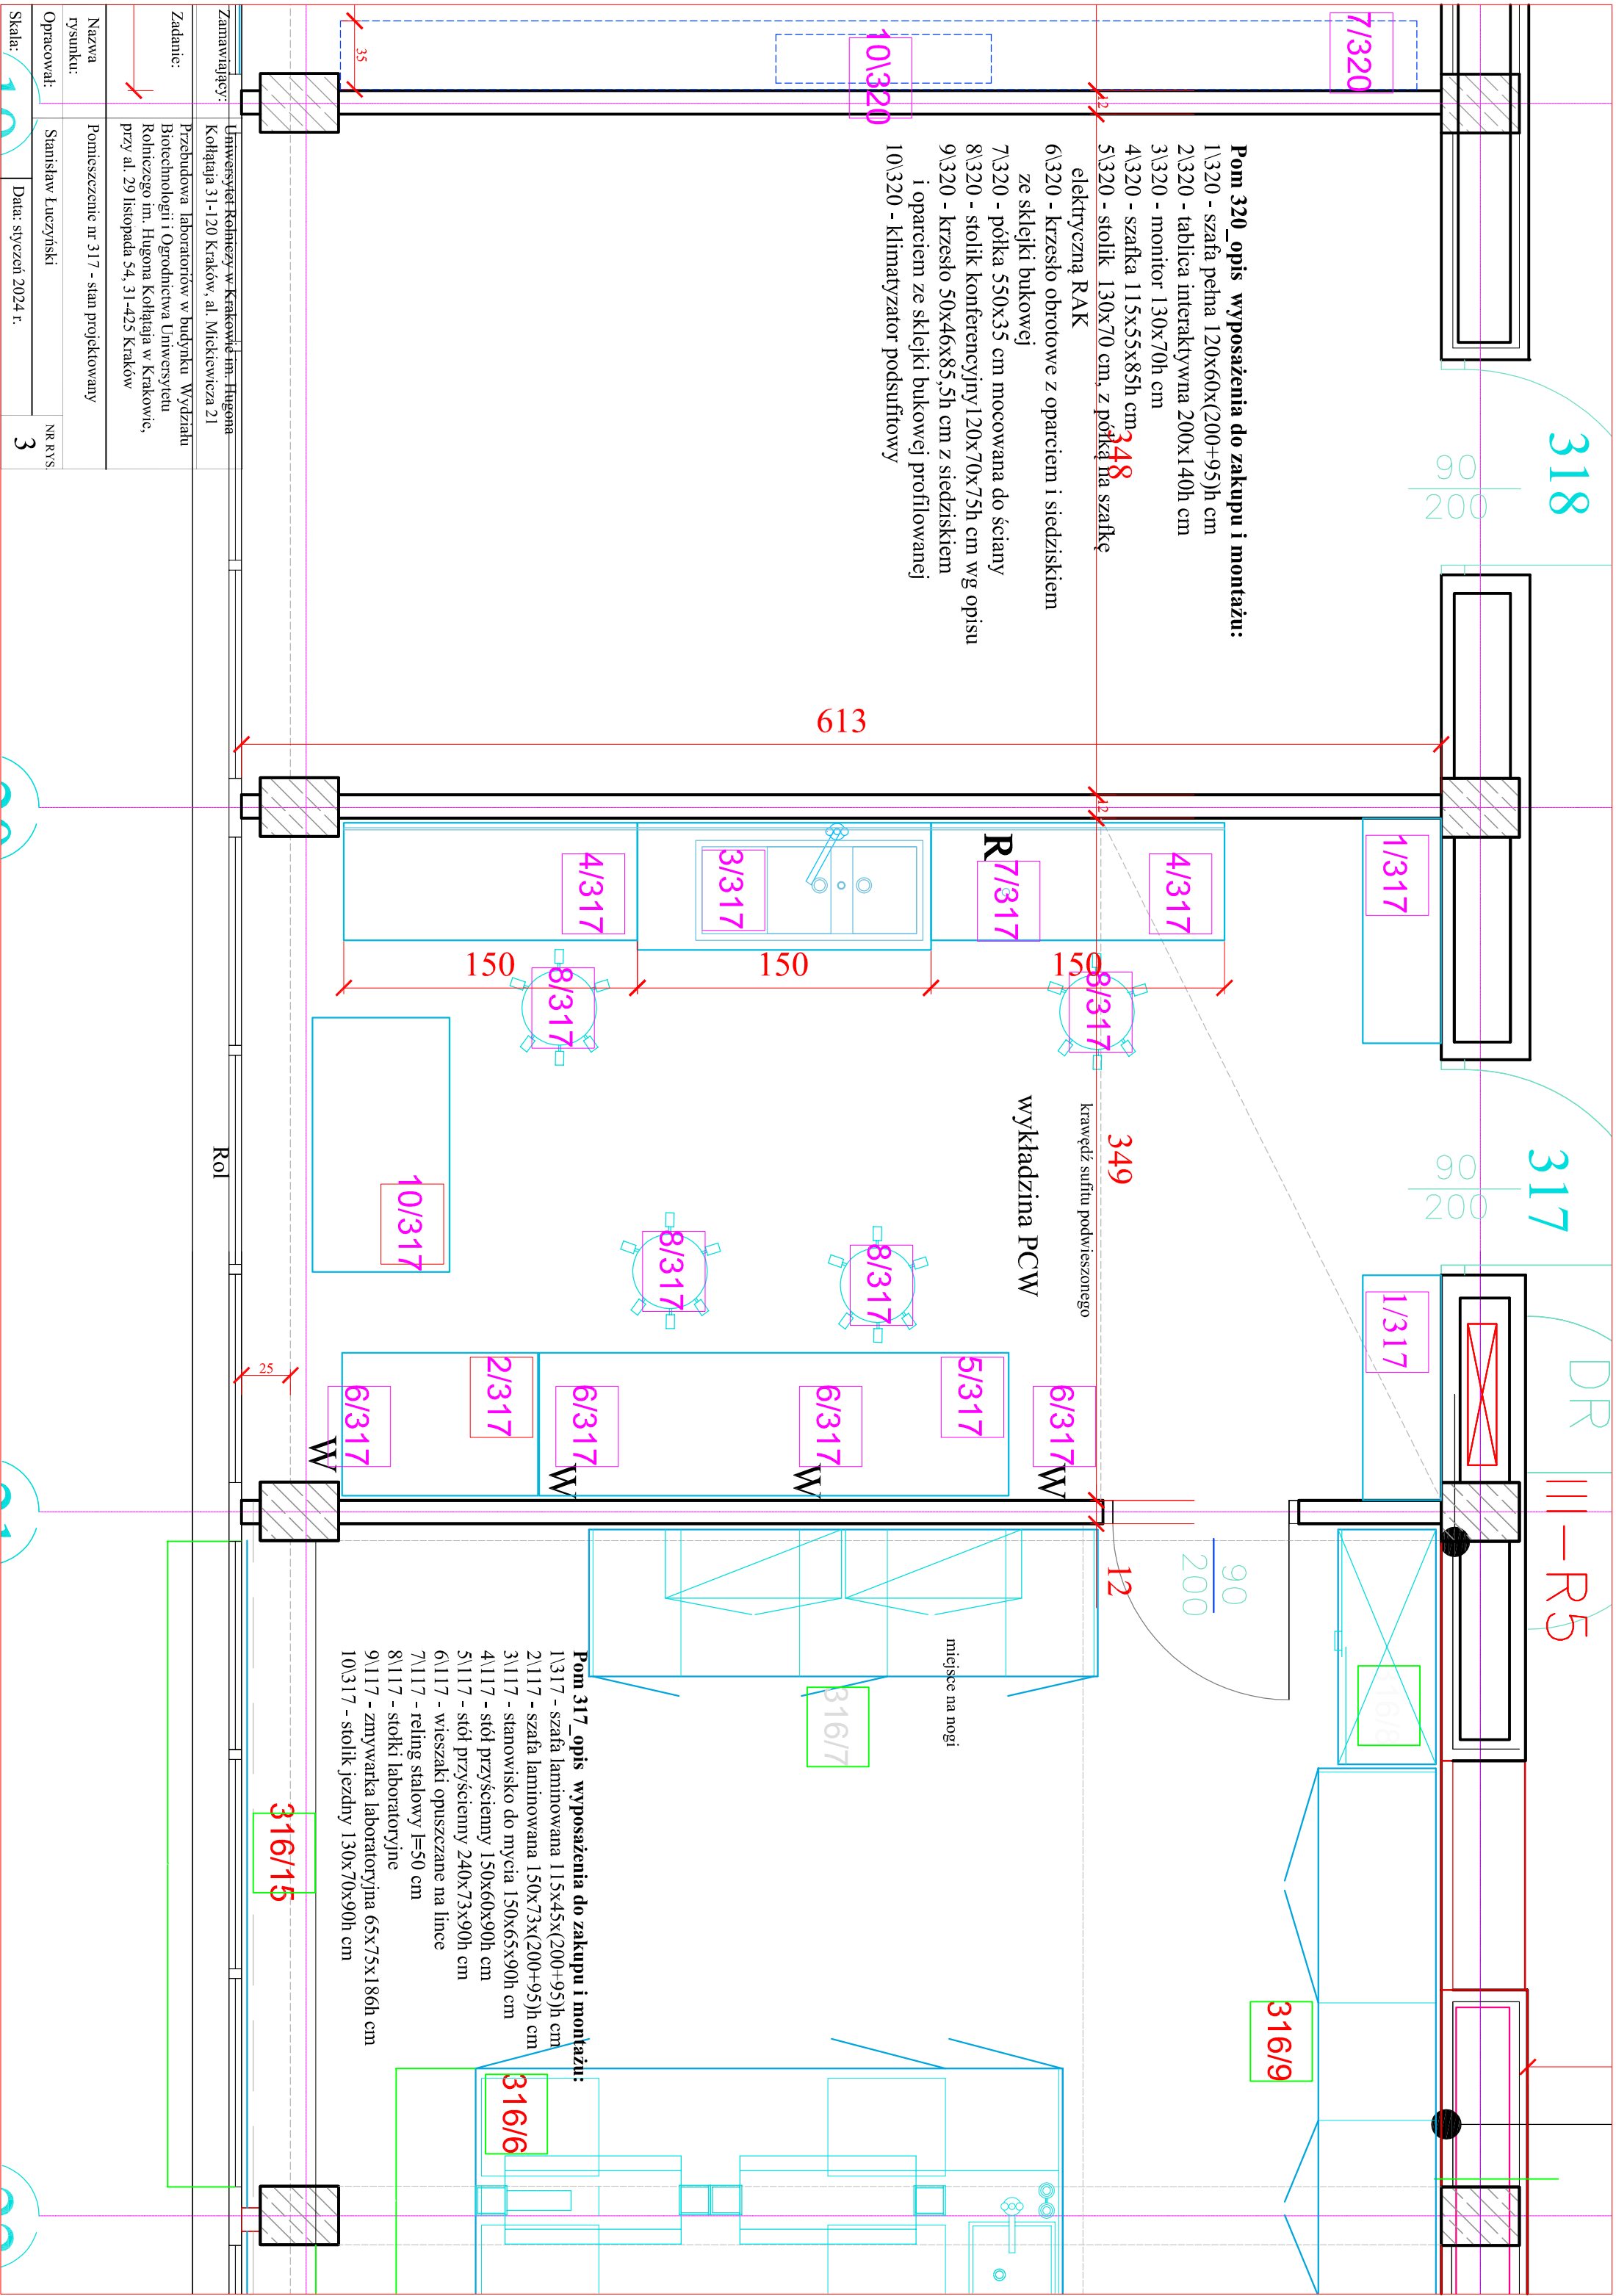 318
90
200
317
90
200
DR
III-R5
7/320
10\320
35
12
Pom 320_opis wyposażenia do zakupu i montażu:
1\320 - szafa pełna 120x60x(200+95)h cm
2\320 - tablica interaktywna 200x140h cm
3\320 - monitor 130x70h cm
4\320 - szafka 115x55x85h cm
5\320 - stolik 130x70 cm, z półką na szafkę
elektryczną RAK
6\320 - krzesło obrotowe z oparciem i siedziskiem
ze sklejki bukowej
7\320 - półka 550x35 cm mocowana do ściany
8\320 - stolik konferencyjny120x70x75h cm wg opisu
9\320 - krzesło 50x46x85,5h cm z siedziskiem
i oparciem ze sklejki bukowej profilowanej
10\320 - klimatyzator podsufitowy
348
613
12
1/317
4/317
R
7/317
3/317
4/317
150
150
150
8/317
8/317
krawędź sufitu podwieszonego
349
wykładzina PCW
10/317
8/317
8/317
Rol
1/317
25
6/317
2/317
6/317
6/317
5/317
6/317
W
W
W
W
12
90
200
miejsce na nogi
316/7
Pom 317_opis wyposażenia do zakupu i montażu:
1\317 - szafa laminowana 115x45x(200+95)h cm
2\117 - szafa laminowana 150x73x(200+95)h cm
3\117 - stanowisko do mycia 150x65x90h cm
4\117 - stół przyścienny 150x60x90h cm
5\117 - stół przyścienny 240x73x90h cm
6\117 - wieszaki opuszczane na lince
7\117 - reling stalowy l=50 cm
8\117 - stołki laboratoryjne
9\117 - zmywarka laboratoryjna 65x75x186h cm
10\317 - stolik jezdny 130x70x90h cm
316/15
316/9
316/6
Zamawiający:
Uniwersytet Rolniczy w Krakowie im. Hugona
Kołłątaja 31-120 Kraków, al. Mickiewicza 21
Zadanie:
Przebudowa laboratoriów w budynku Wydziału
Biotechnologii i Ogrodnictwa Uniwersytetu
Rolniczego im. Hugona Kołłątaja w Krakowie,
przy al. 29 listopada 54, 31-425 Kraków
Nazwa
rysunku:
Pomieszczenie nr 317 - stan projektowany
Opracował:
Stanisław Łuczyński
NR RYS.
3
Skala:
Data: styczeń 2024 r.